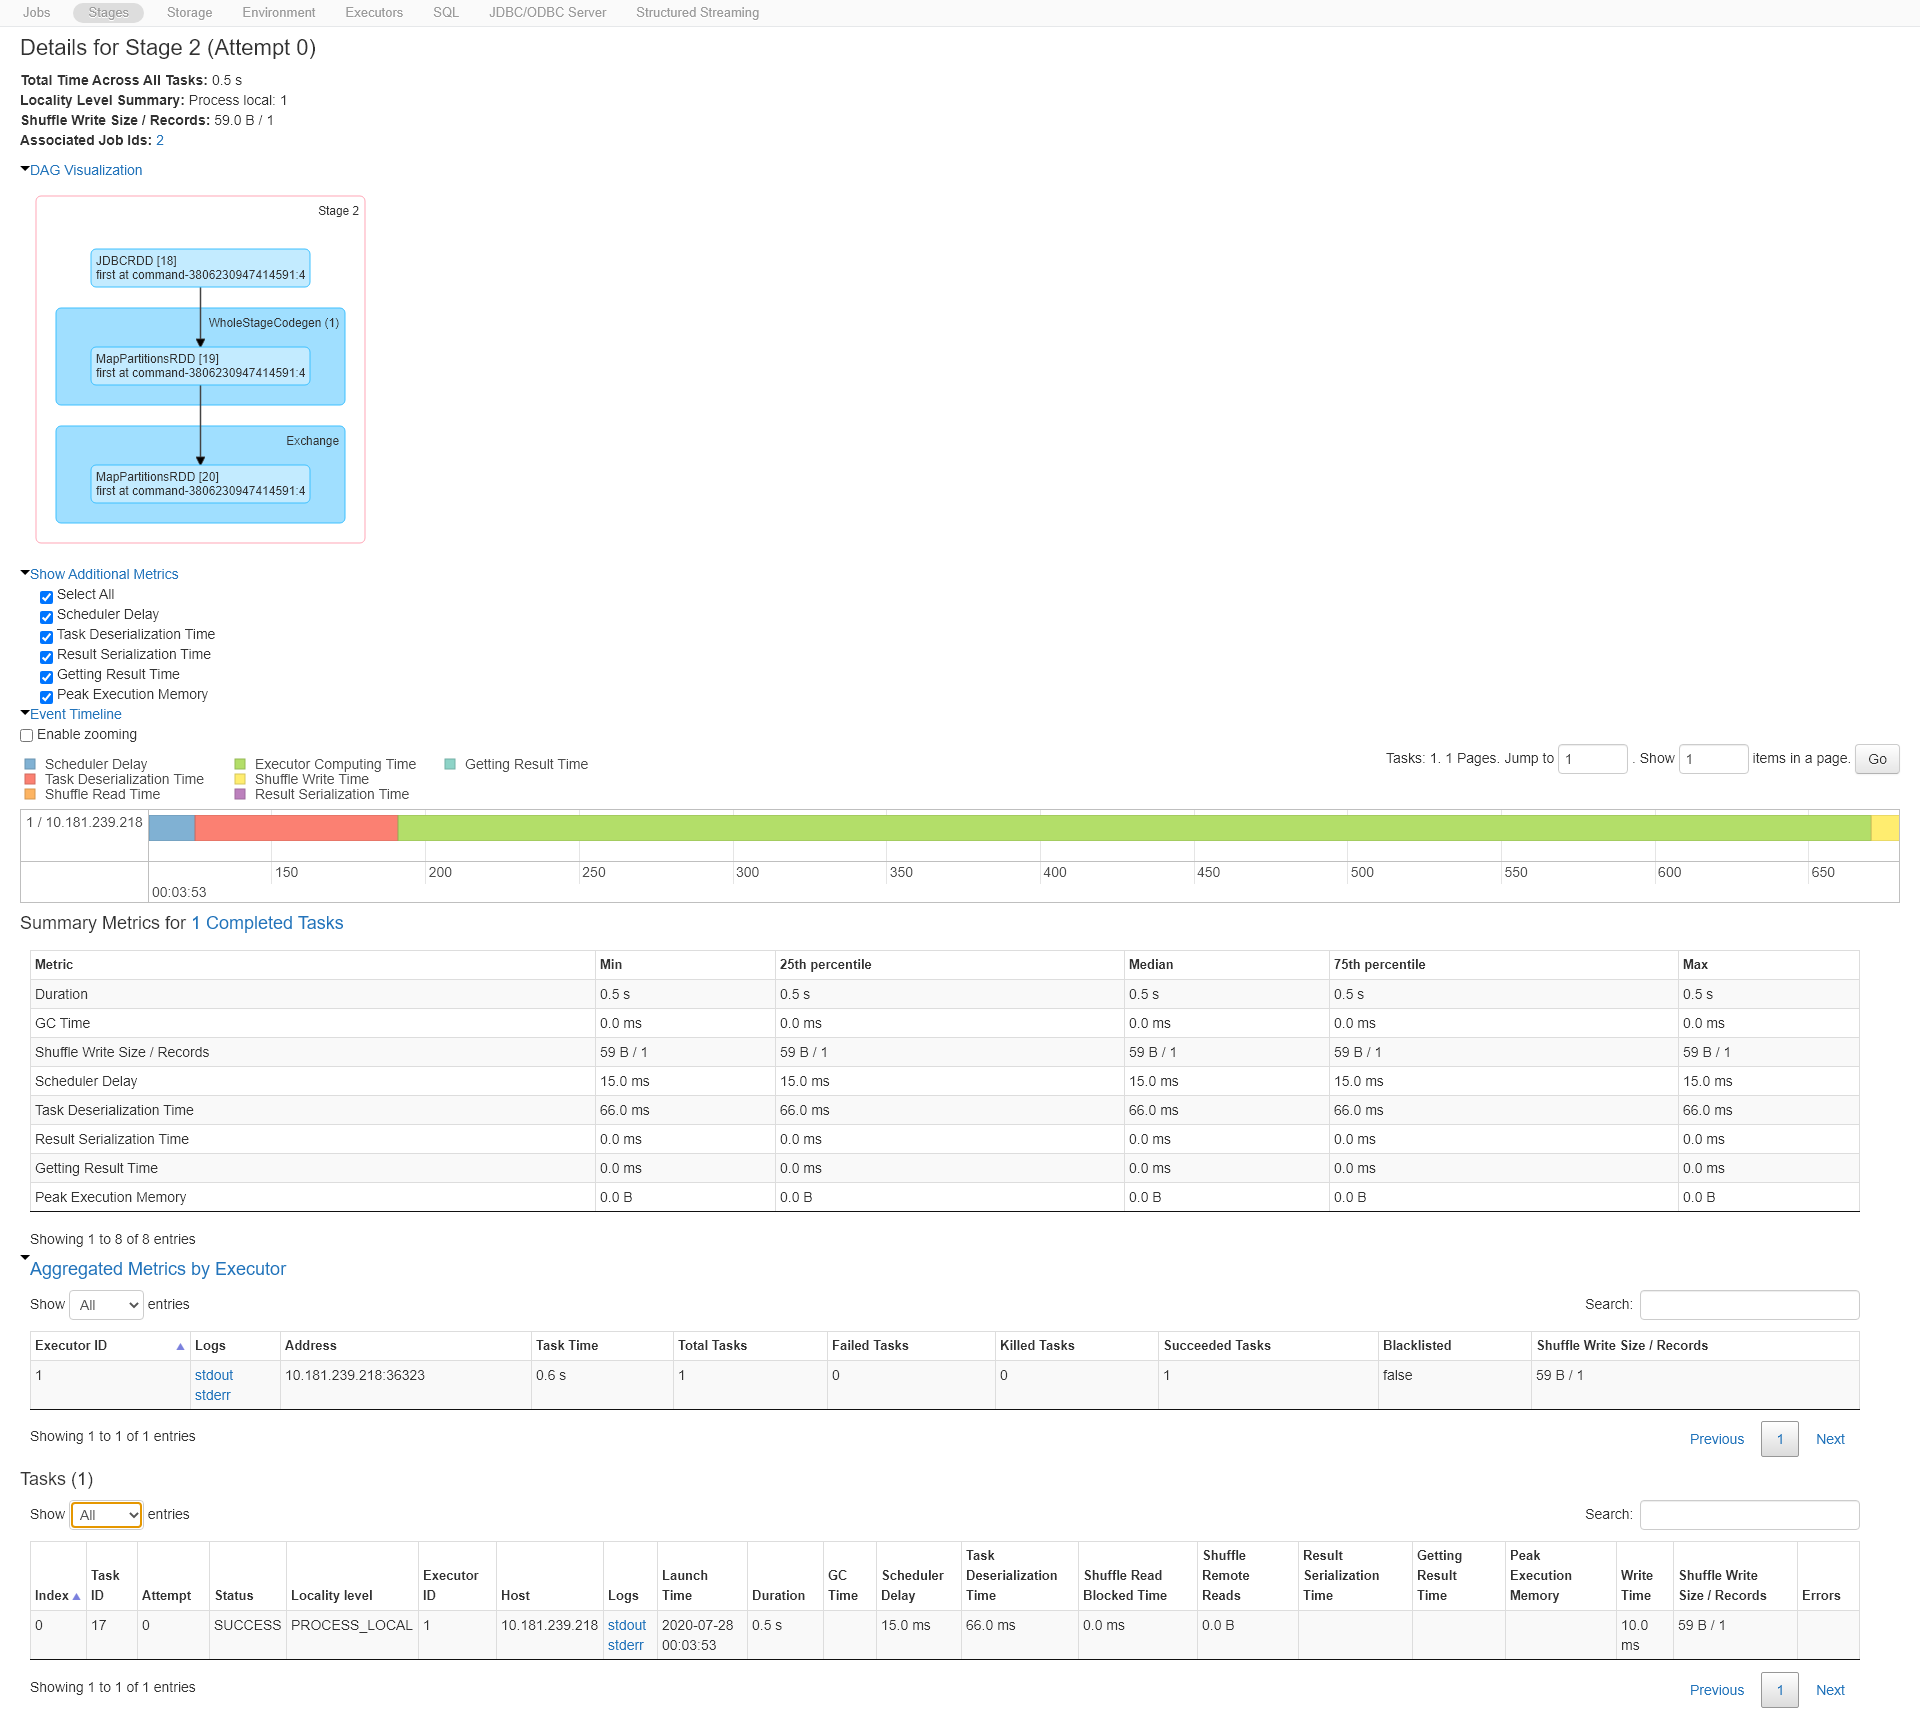 Jobs Stages Storage Environment Executors SQL JDBC/ODBC Server Structured Streaming
Details for Stage 2 (Attempt 0)
Total Time Across All Tasks: 0.5 s
Locality Level Summary: Process local: 1
Shuffle Write Size / Records: 59.0 B / 1
Associated Job Ids: 2
DAG Visualization
Stage 2
JDBCRDD [18]
first at command-3806230947414591:4
WholeStageCodegen (1)
MapPartitionsRDD [19]
first at command-3806230947414591:4
Exchange
MapPartitionsRDD [20]
first at command-3806230947414591:4
Show Additional Metrics
Select All
Scheduler Delay
Task Deserialization Time
Result Serialization Time
Getting Result Time
Peak Execution Memory
Event Timeline
Enable zooming
Tasks: 1. 1 Pages. Jump to 1 . Show 1 items in a page. Go
Scheduler Delay Executor Computing Time Getting Result Time
Task Deserialization Time Shuffle Write Time
Shuffle Read Time Result Serialization Time
1 / 10.181.239.218
150 200 250 300 350 400 450 500 550 600 650
00:03:53
Summary Metrics for 1 Completed Tasks
Metric Min 25th percentile Median 75th percentile Max
Duration 0.5 s 0.5 s 0.5 s 0.5 s 0.5 s
GC Time 0.0 ms 0.0 ms 0.0 ms 0.0 ms 0.0 ms
Shuffle Write Size / Records 59 B / 1 59 B / 1 59 B / 1 59 B / 1 59 B / 1
Scheduler Delay 15.0 ms 15.0 ms 15.0 ms 15.0 ms 15.0 ms
Task Deserialization Time 66.0 ms 66.0 ms 66.0 ms 66.0 ms 66.0 ms
Result Serialization Time 0.0 ms 0.0 ms 0.0 ms 0.0 ms 0.0 ms
Getting Result Time 0.0 ms 0.0 ms 0.0 ms 0.0 ms 0.0 ms
Peak Execution Memory 0.0 B 0.0 B 0.0 B 0.0 B 0.0 B
Showing 1 to 8 of 8 entries
Aggregated Metrics by Executor
Show All entries Search:
Executor ID Logs Address Task Time Total Tasks Failed Tasks Killed Tasks Succeeded Tasks Blacklisted Shuffle Write Size / Records
1 stdout 10.181.239.218:36323 0.6 s 1 0 0 1 false 59 B / 1
stderr
Showing 1 to 1 of 1 entries Previous 1 Next
Tasks (1)
Show All entries Search:
Task Shuffle Result Getting Peak
Task Executor Launch GC Scheduler Deserialization Shuffle Read Remote Serialization Result Execution Write Shuffle Write
Index ID Attempt Status Locality level ID Host Logs Time Duration Time Delay Time Blocked Time Reads Time Time Memory Time Size / Records Errors
0 17 0 SUCCESS PROCESS_LOCAL 1 10.181.239.218 stdout 2020-07-28 0.5 s 15.0 ms 66.0 ms 0.0 ms 0.0 B 10.0 59 B / 1
stderr 00:03:53 ms
Showing 1 to 1 of 1 entries Previous 1 Next